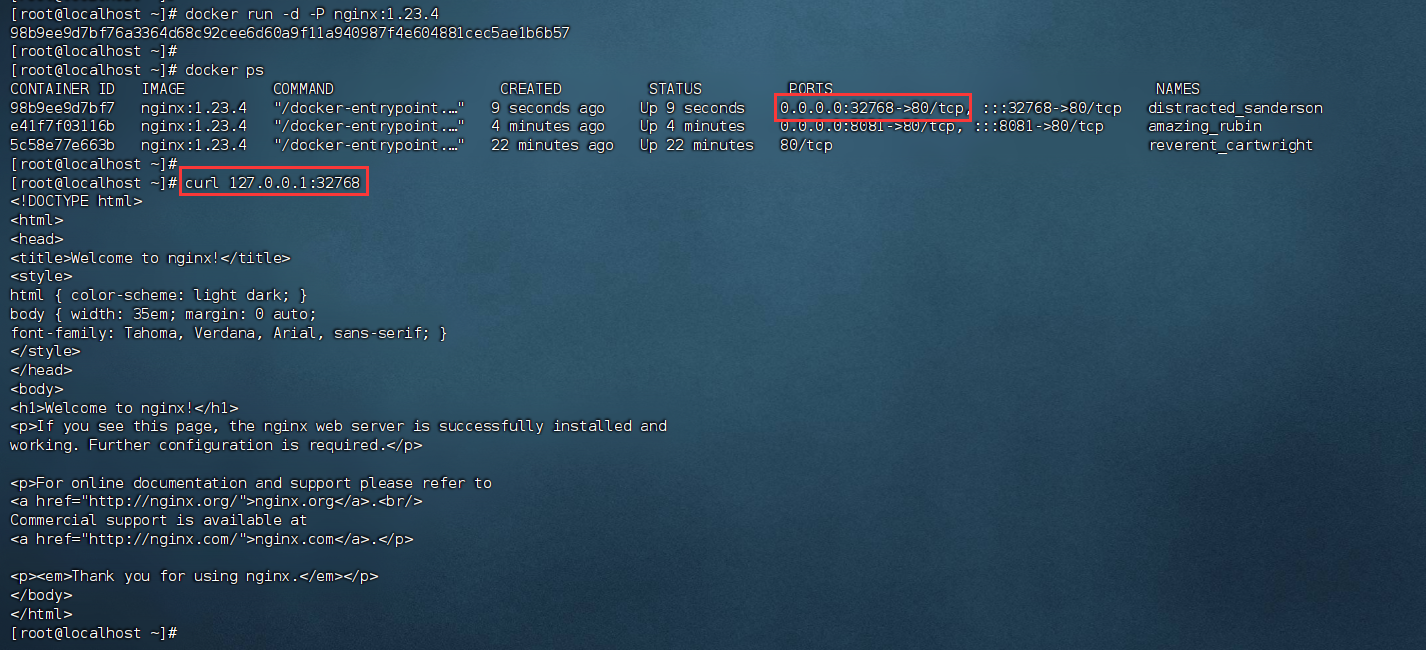 [root@localhost ~]# docker run -d -P nginx:1.23.4
98b9ee9d7bf76a3364d68c92cee6d60a9f11a940987f4e604881cec5ae1b6b57
[root@localhost ~]#
[root@localhost ~]# docker ps
CONTAINER ID   IMAGE          COMMAND                  CREATED          STATUS          PORTS                                     NAMES
98b9ee9d7bf7   nginx:1.23.4   "/docker-entrypoint.…"   9 seconds ago    Up 9 seconds    0.0.0.0:32768->80/tcp, :::32768->80/tcp   distracted_sanderson
e41f7f03116b   nginx:1.23.4   "/docker-entrypoint.…"   4 minutes ago    Up 4 minutes    0.0.0.0:8081->80/tcp, :::8081->80/tcp     amazing_rubin
5c58e77e663b   nginx:1.23.4   "/docker-entrypoint.…"   22 minutes ago   Up 22 minutes   80/tcp                                    reverent_cartwright
[root@localhost ~]#
[root@localhost ~]# curl 127.0.0.1:32768
<!DOCTYPE html>
<html>
<head>
<title>Welcome to nginx!</title>
<style>
html { color-scheme: light dark; }
body { width: 35em; margin: 0 auto;
font-family: Tahoma, Verdana, Arial, sans-serif; }
</style>
</head>
<body>
<h1>Welcome to nginx!</h1>
<p>If you see this page, the nginx web server is successfully installed and
working. Further configuration is required.</p>

<p>For online documentation and support please refer to
<a href="http://nginx.org/">nginx.org</a>.<br/>
Commercial support is available at
<a href="http://nginx.com/">nginx.com</a>.</p>

<p><em>Thank you for using nginx.</em></p>
</body>
</html>
[root@localhost ~]#